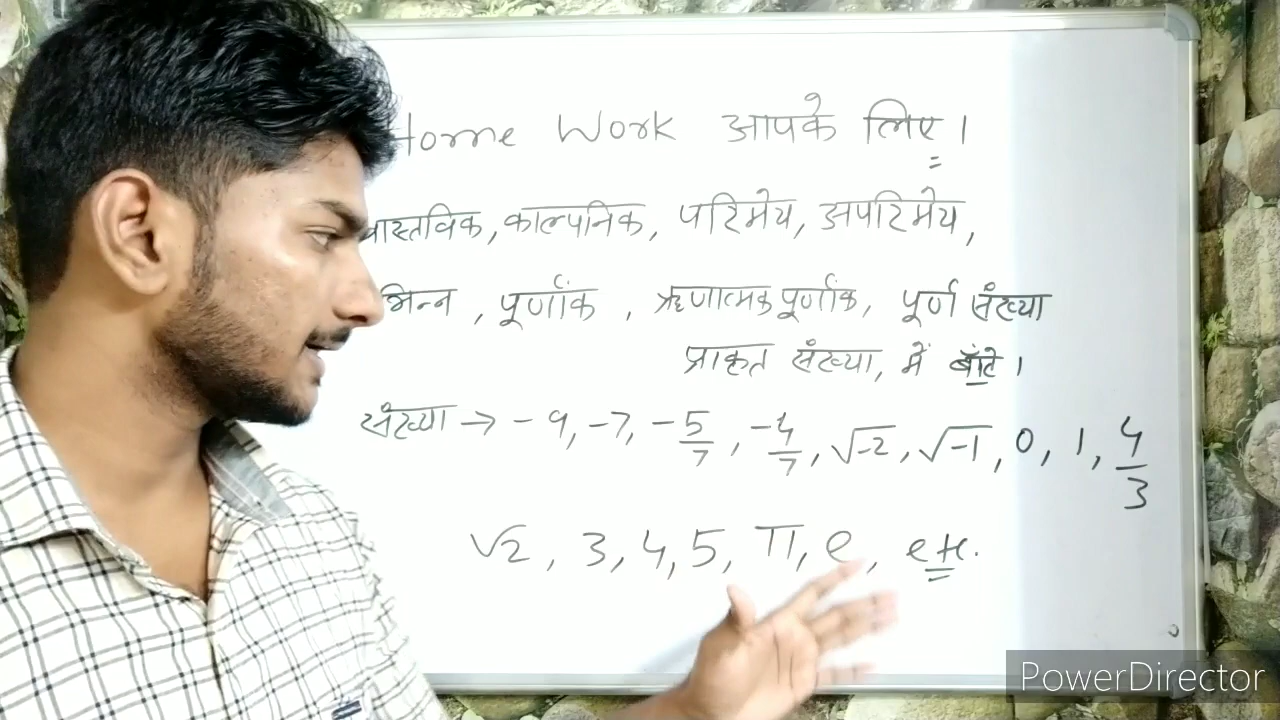 Home Work आपके लिए।
वास्तविक, काल्पनिक, परिमेय, अपरिमेय,
भिन्न, पूर्णांक, ऋणात्मक पूर्णांक, पूर्ण संख्या
प्राकृत संख्या, में बांटे।
संख्या → -9, -7, -5/7, -4/7, √-2, √-1, 0, 1, 4/3
√2, 3, 4, 5, π, e, etc.
PowerDirector